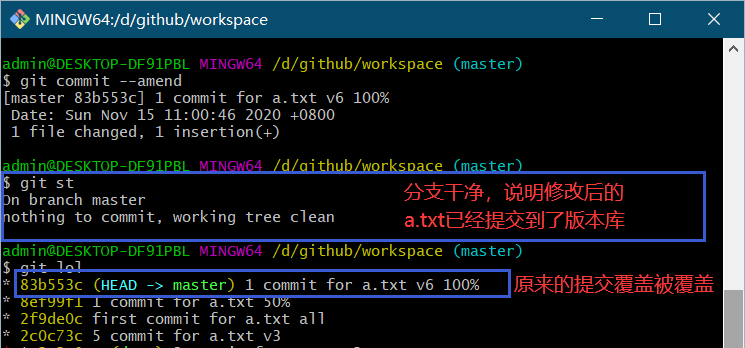 MINGW64:/d/github/workspace
admin@DESKTOP-DF91PBL MINGW64 /d/github/workspace (master)
$ git commit --amend
[master 83b553c] 1 commit for a.txt v6 100%
Date: Sun Nov 15 11:00:46 2020 +0800
1 file changed, 1 insertion(+)
admin@DESKTOP-DF91PBL MINGW64 /d/github/workspace (master)
$ git st
On branch master
nothing to commit, working tree clean
分支干净，说明修改后的
a.txt已经提交到了版本库
admin@DESKTOP-DF91PBL MINGW64 /d/github/workspace (master)
$ git lol
* 83b553c (HEAD -> master) 1 commit for a.txt v6 100%
原来的提交覆盖被覆盖
* 8ef99f1 1 commit for a.txt 50%
* 2f9de0c first commit for a.txt all
* 2c0c73c 5 commit for a.txt v3